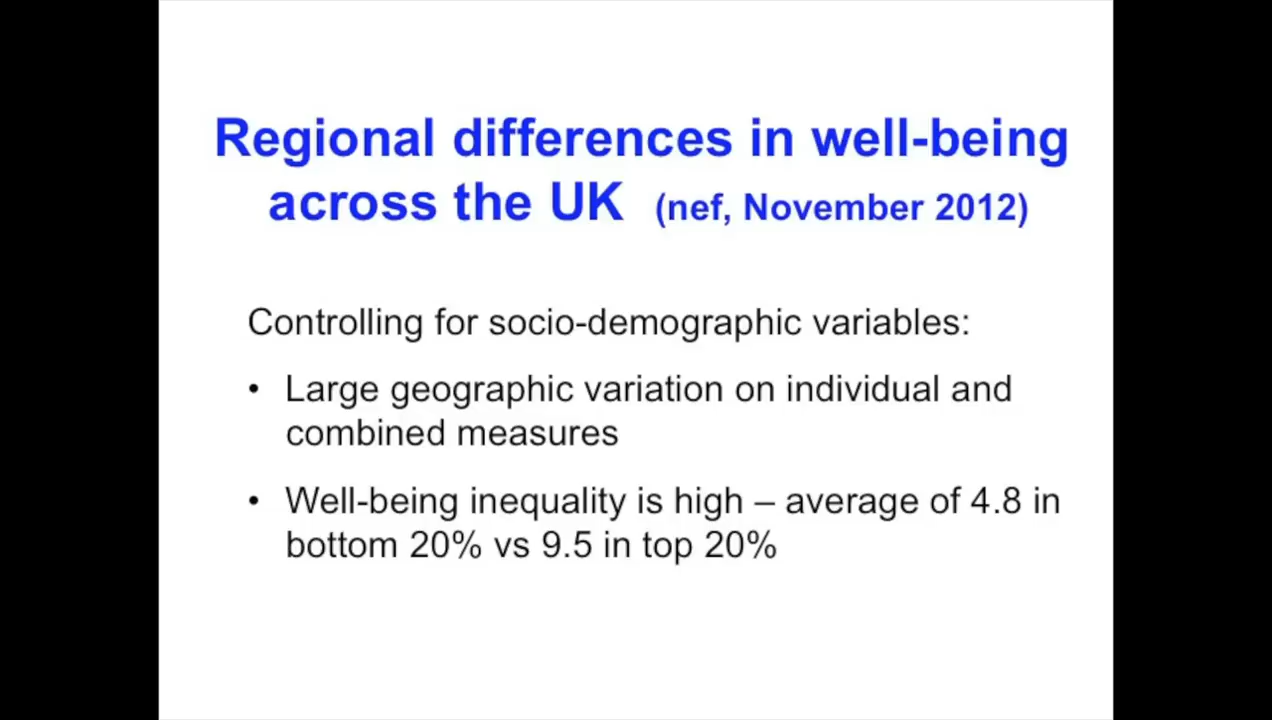 Regional differences in well-being
across the UK (nef, November 2012)
Controlling for socio-demographic variables:
• Large geographic variation on individual and
combined measures
• Well-being inequality is high – average of 4.8 in
bottom 20% vs 9.5 in top 20%